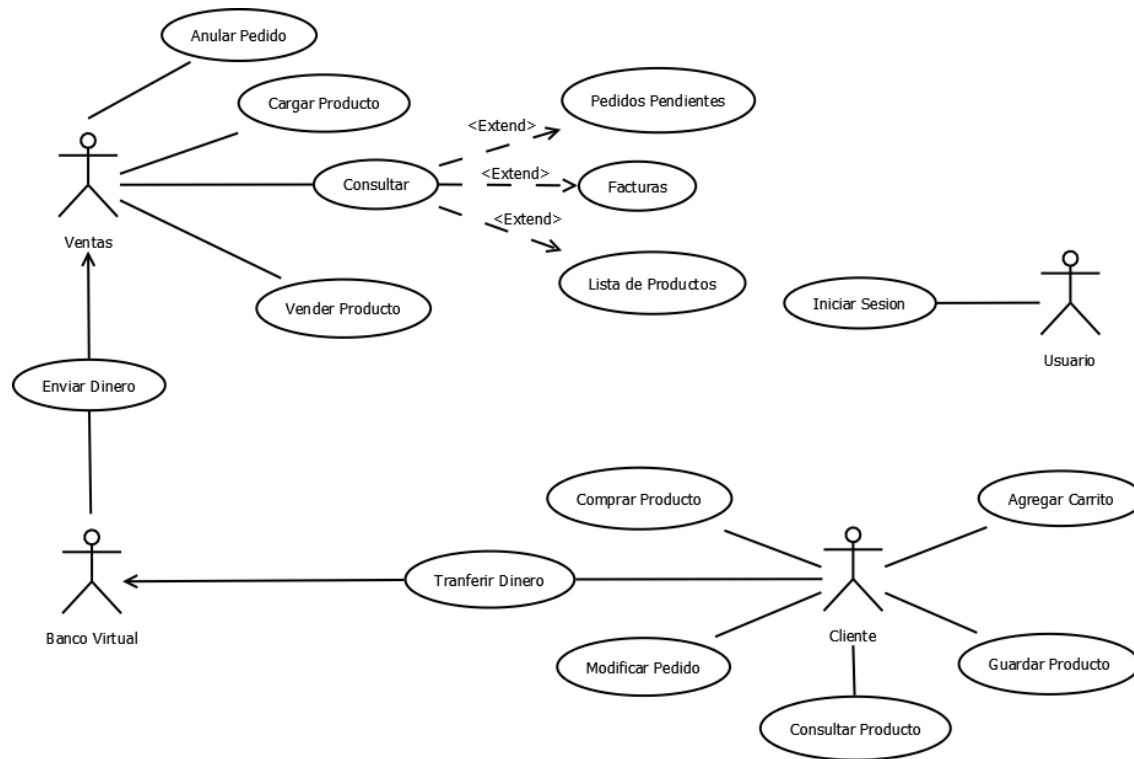 Anular Pedido
Cargar Producto
Pedidos Pendientes
<Extend>
Consultar
<Extend>
Facturas
<Extend>
Ventas
Lista de Productos
Vender Producto
Iniciar Sesion
Usuario
Enviar Dinero
Comprar Producto
Agregar Carrito
Tranferir Dinero
Banco Virtual
Cliente
Modificar Pedido
Guardar Producto
Consultar Producto